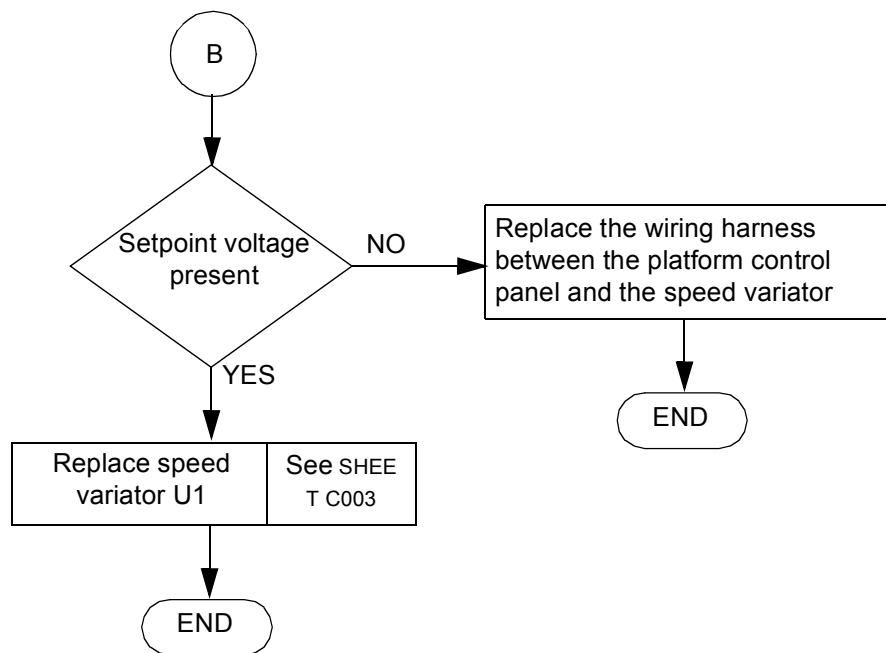 B
Setpoint voltage
present
NO
Replace the wiring harness
between the platform control
panel and the speed variator
END
YES
Replace speed
variator U1
See SHEE
T C003
END